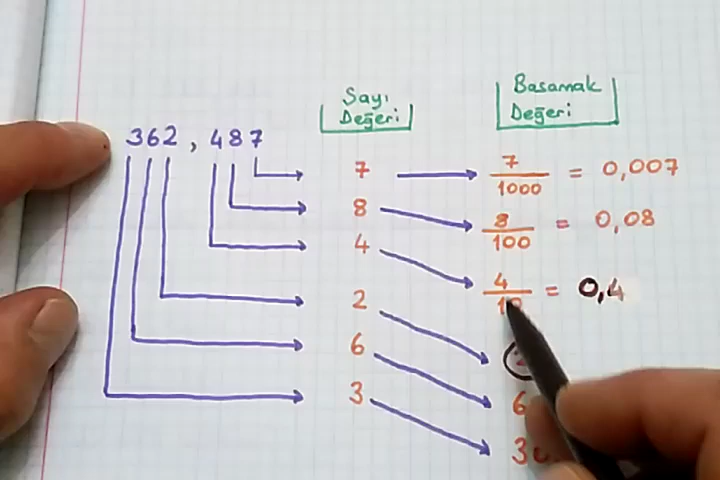 Sayı Değeri
Basamak Değeri
362,487
7 7/1000 = 0,007
8 8/100 = 0,08
4 4/10 = 0,4
2
6 6
3